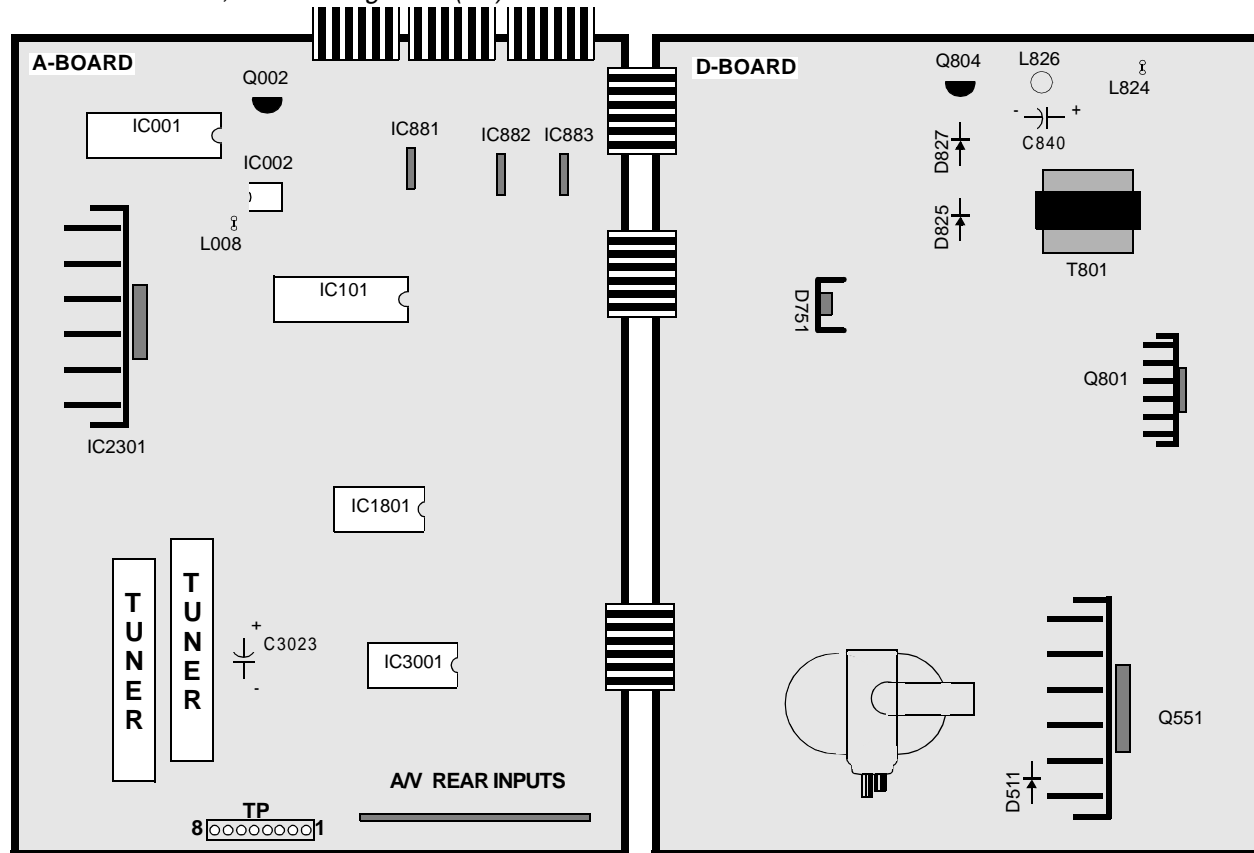 A-BOARD
Q002
IC001
IC002
L008
IC881
IC882
IC883
IC101
IC2301
IC1801
T
U
N
E
R
T
U
N
E
R
+
C3023
-
IC3001
A/V REAR INPUTS
TP
8
1
D-BOARD
Q804
L826
L824
- +
C840
D827
D825
T801
D751
Q801
Q551
D511